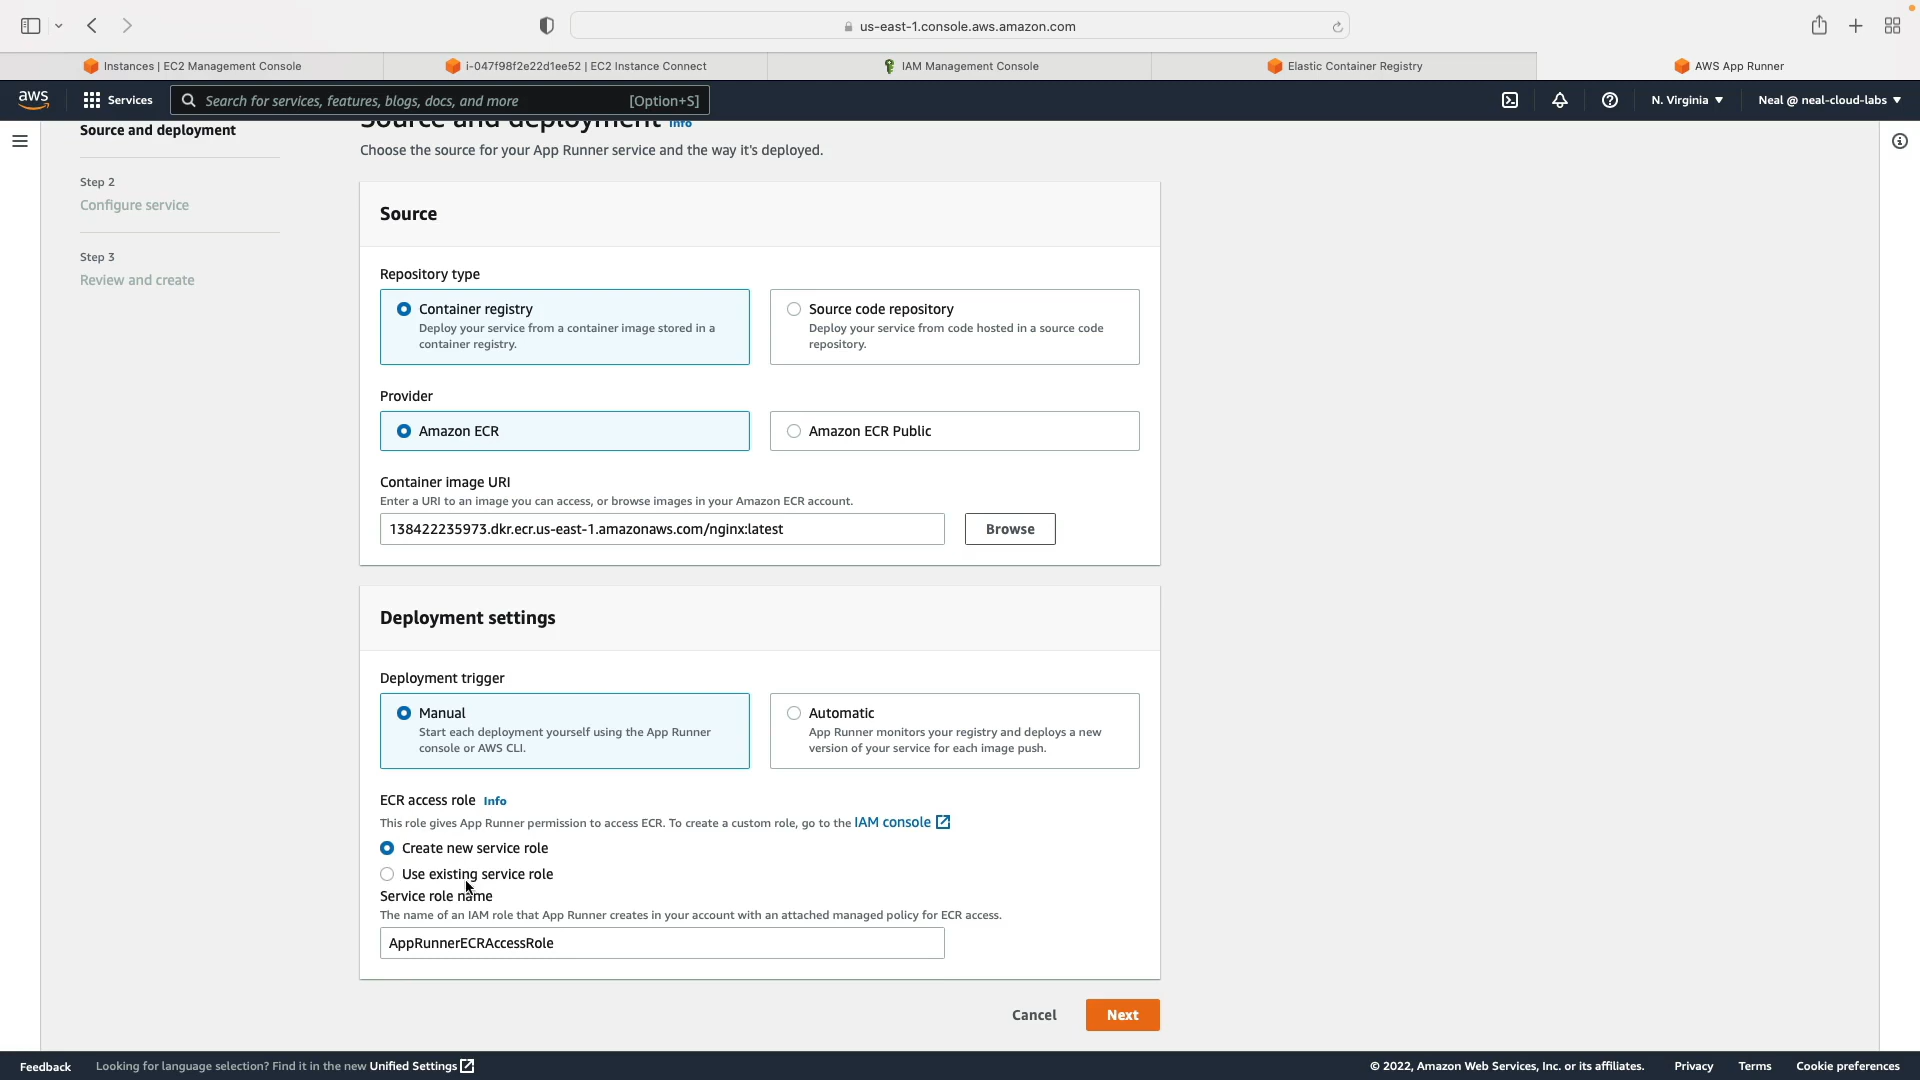 us-east-1.console.aws.amazon.com
Instances | EC2 Management Console
i-047f98f2e22d1ee52 | EC2 Instance Connect
IAM Management Console
Elastic Container Registry
AWS App Runner
aws
Services
Search for services, features, blogs, docs, and more
[Option+S]
N. Virginia
Neal @ neal-cloud-labs
Source and deployment
Step 2
Configure service
Step 3
Review and create
Source and deployment Info
Choose the source for your App Runner service and the way it's deployed.
Source
Repository type
Container registry
Deploy your service from a container image stored in a
container registry.
Source code repository
Deploy your service from code hosted in a source code
repository.
Provider
Amazon ECR
Amazon ECR Public
Container image URI
Enter a URI to an image you can access, or browse images in your Amazon ECR account.
138422235973.dkr.ecr.us-east-1.amazonaws.com/nginx:latest
Browse
Deployment settings
Deployment trigger
Manual
Start each deployment yourself using the App Runner
console or AWS CLI.
Automatic
App Runner monitors your registry and deploys a new
version of your service for each image push.
ECR access role Info
This role gives App Runner permission to access ECR. To create a custom role, go to the IAM console
Create new service role
Use existing service role
Service role name
The name of an IAM role that App Runner creates in your account with an attached managed policy for ECR access.
AppRunnerECRAccessRole
Cancel
Next
Feedback
Looking for language selection? Find it in the new Unified Settings
© 2022, Amazon Web Services, Inc. or its affiliates.
Privacy
Terms
Cookie preferences